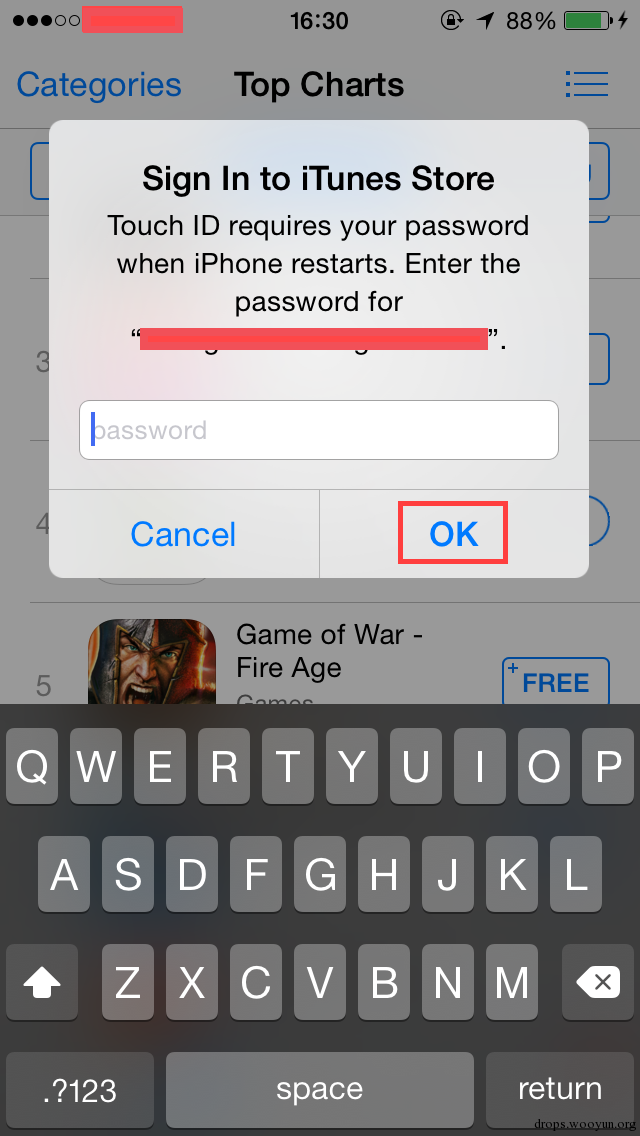 16:30
88%
Categories
Top Charts
Sign In to iTunes Store
Touch ID requires your password
when iPhone restarts. Enter the
password for
“ ”.
password
3
4
Cancel
OK
5
Game of War -
Fire Age
Games
+ FREE
Q W E R T Y U I O P
A S D F G H J K L
Z X C V B N M
.?123
space
return
drops.wooyun.org